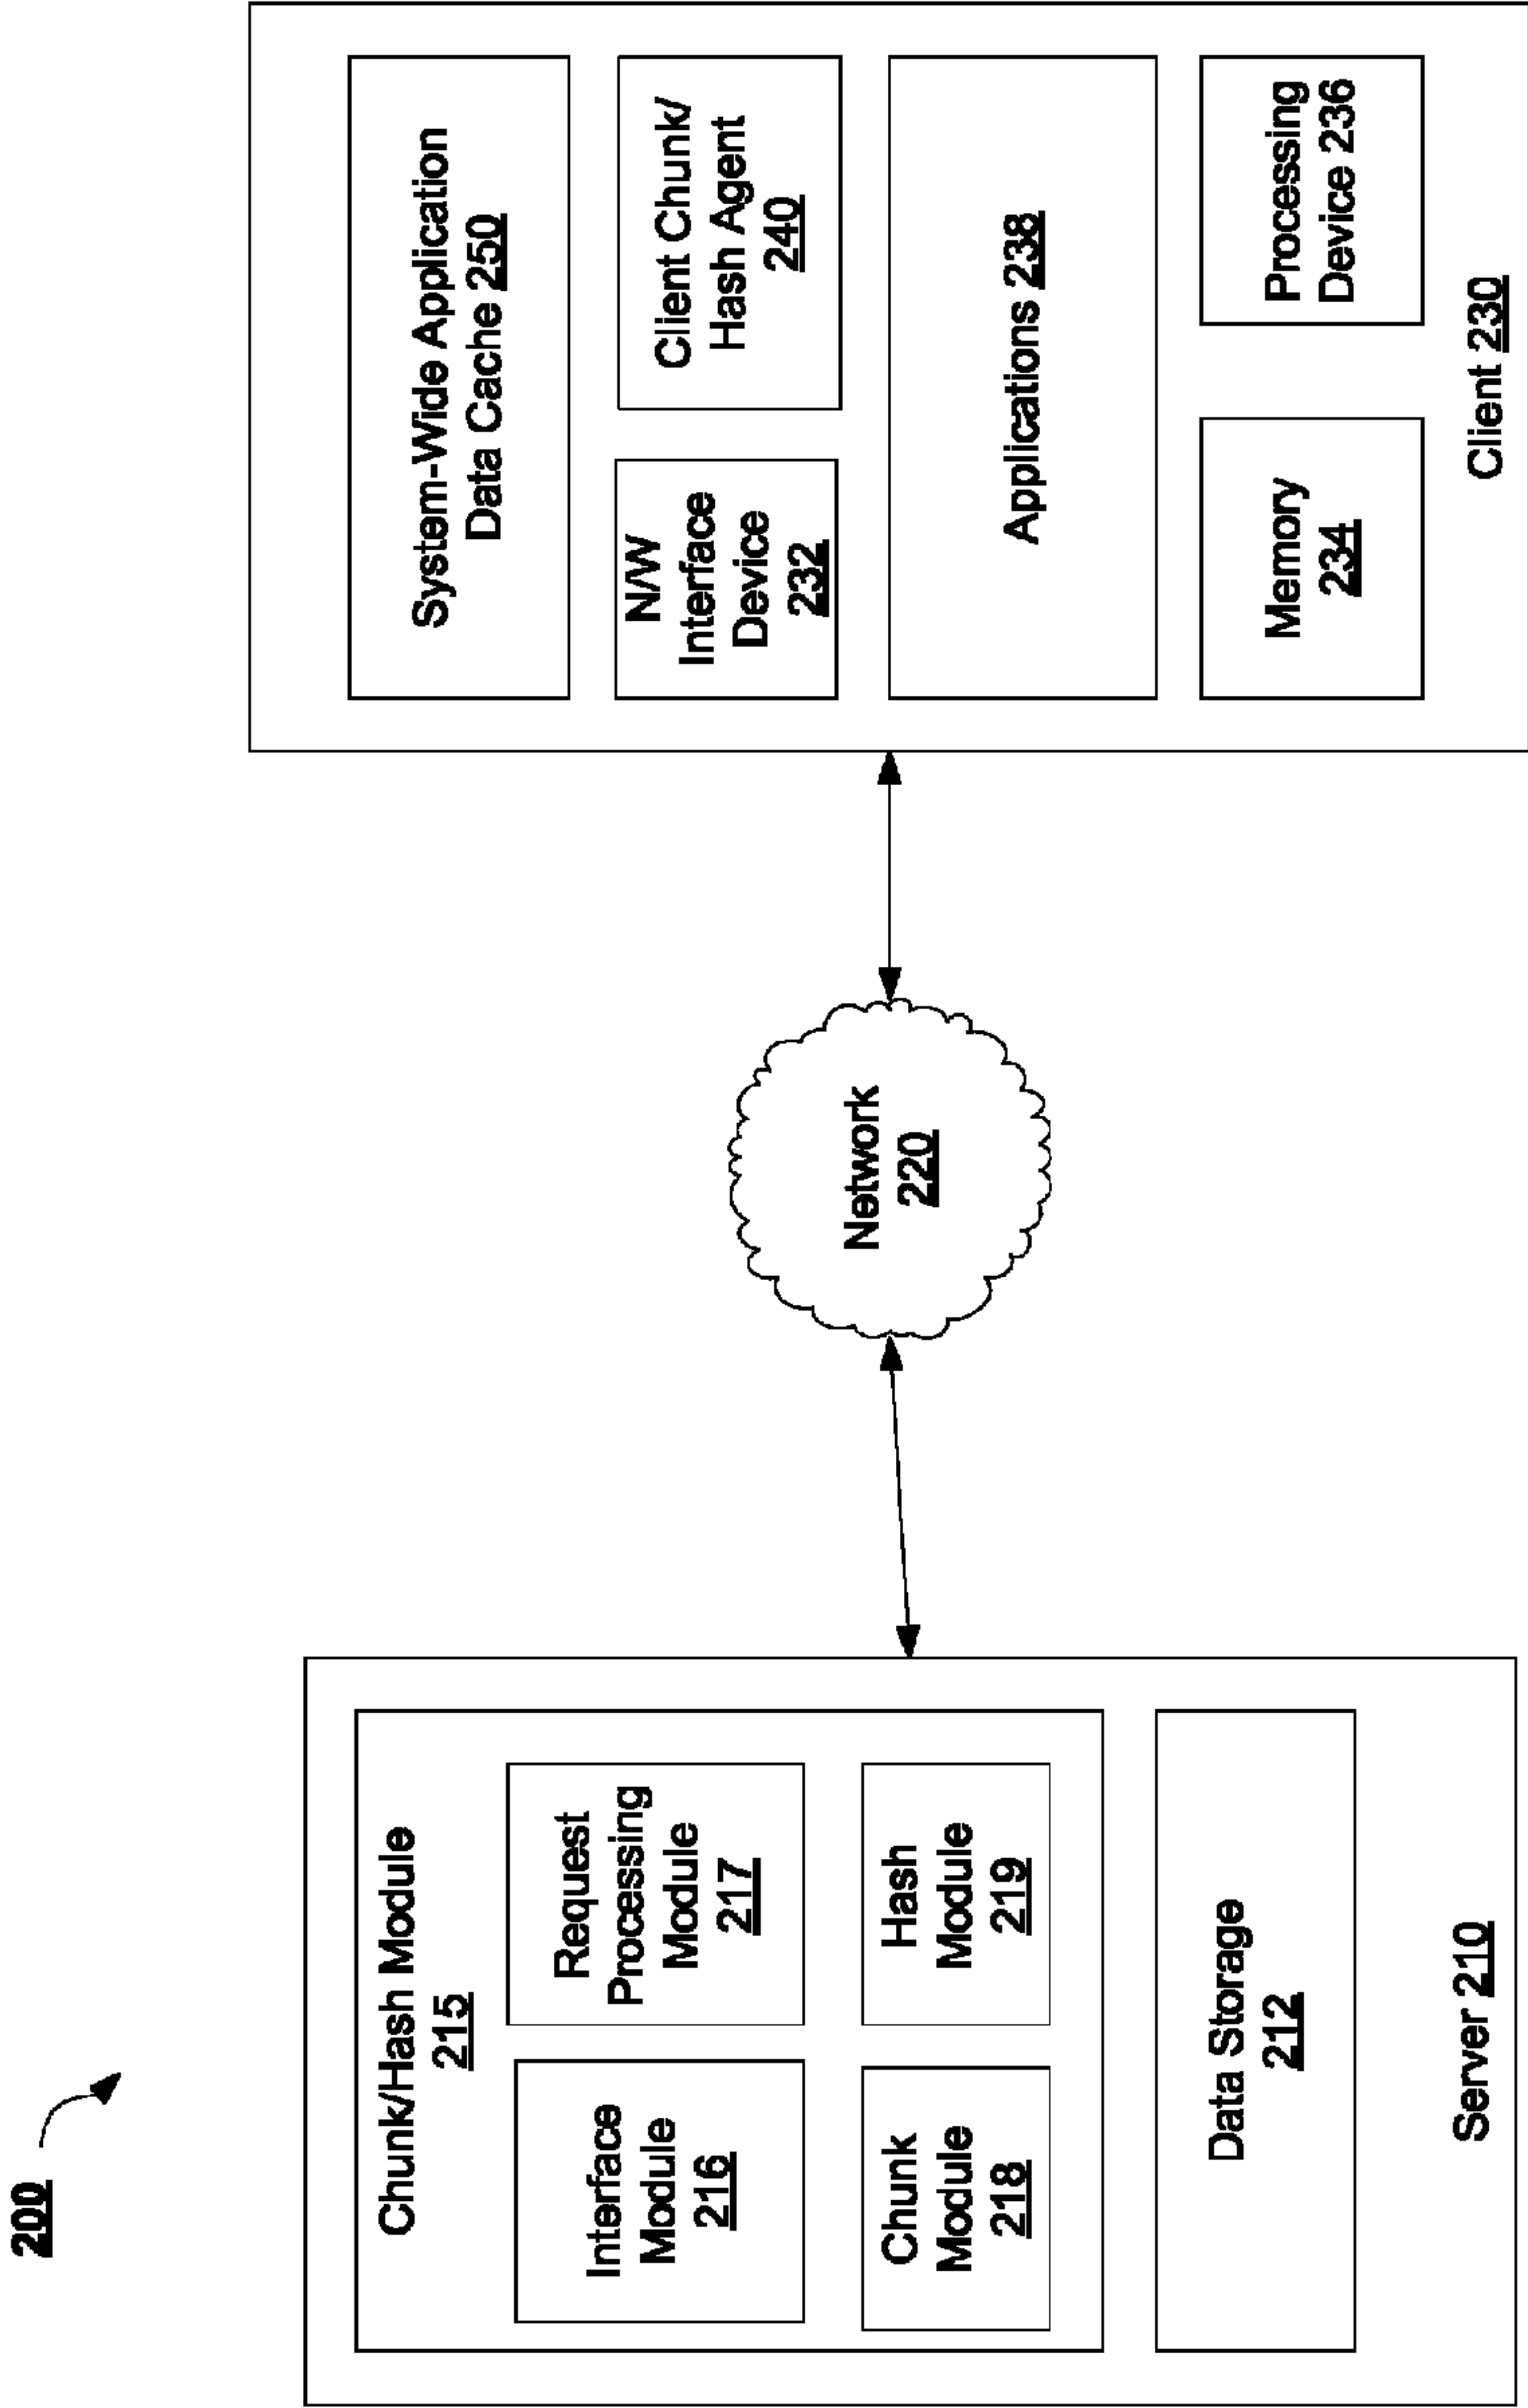 200
Chunk/Hash Module
215
Interface
Module
216
Request
Processing
Module
217
Chunk
Module
218
Hash
Module
219
Data Storage
212
Server 210
Network
220
System-Wide Application
Data Cache 250
N/W
Interface
Device
232
Client Chunk/
Hash Agent
240
Applications 238
Memory
234
Processing
Device 236
Client 230